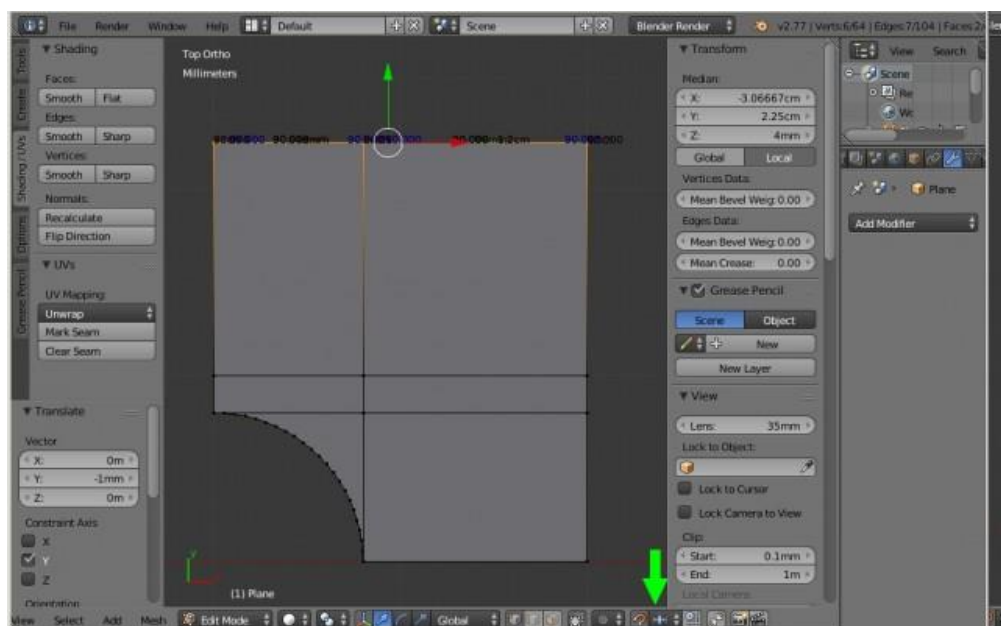 File Render Window Help Default Scene Blender Render v2.77 | Verts:6/64 | Edges:7/104 | Faces:2/
Tools
Create
Shading / UVs
Options
Grease Pencil
Shading
Faces:
Smooth Flat
Edges:
Smooth Sharp
Vertices:
Smooth Sharp
Normals:
Recalculate
Flip Direction
UVs
UV Mapping:
Unwrap
Mark Seam
Clear Seam
Translate
Vector
X: 0m
Y: -1mm
Z: 0m
Constraint Axis
X
Y
Z
Orientation
Top Ortho
Millimeters
(1) Plane
Transform
Median:
X: -3.06667cm
Y: 2.25cm
Z: 4mm
Global Local
Vertices Data:
Mean Bevel Weig: 0.00
Edges Data:
Mean Bevel Weig: 0.00
Mean Crease: 0.00
Grease Pencil
Scene Object
New
New Layer
View
Lens: 35mm
Lock to Object:
Lock to Cursor
Lock Camera to View
Clip:
Start: 0.1mm
End: 1m
Local Camera
View Search
Scene
Re
Plane
Add Modifier
View Select Add Mesh Edit Mode Global